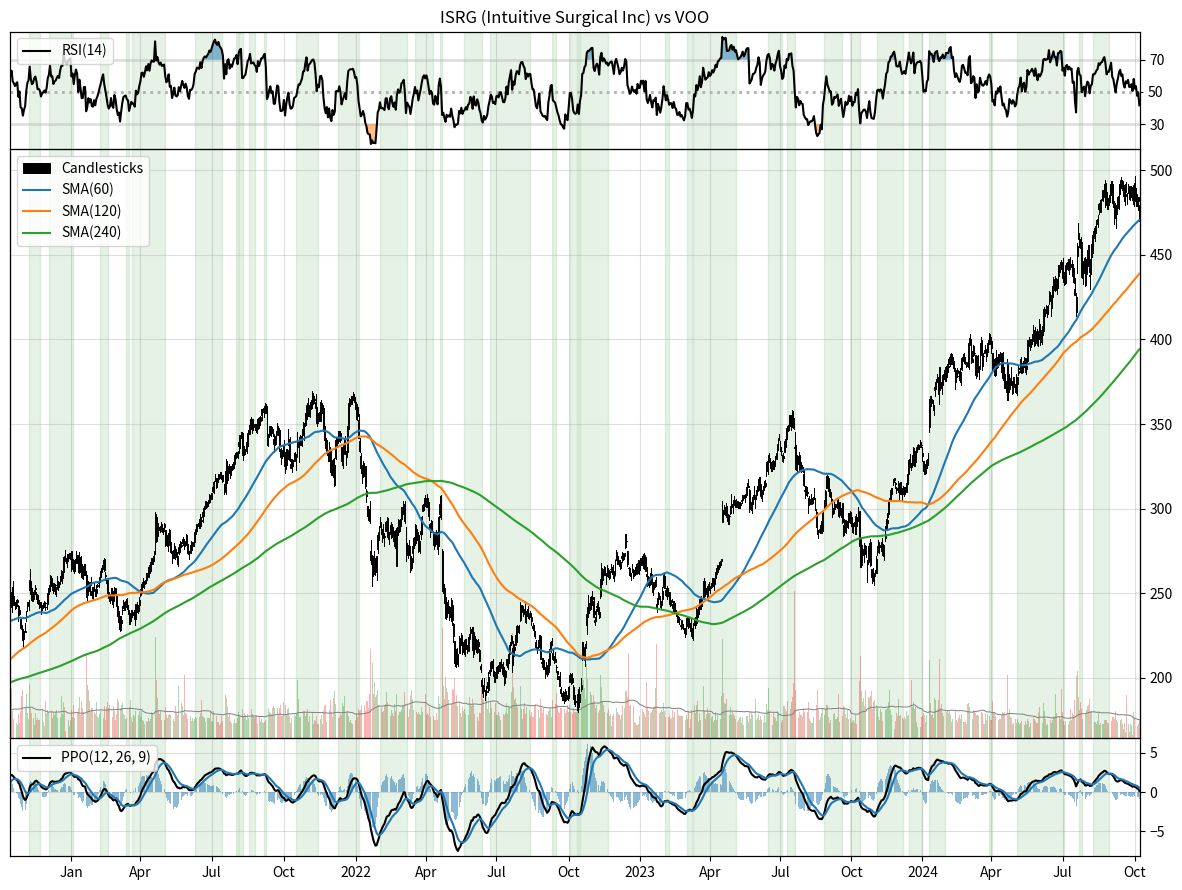 ISRG (Intuitive Surgical Inc) vs VOO
RSI(14)
70
50
30
Candlesticks
SMA(60)
SMA(120)
SMA(240)
500
450
400
350
300
250
200
PPO(12, 26, 9)
5
0
−5
Jan Apr Jul Oct 2022 Apr Jul Oct 2023 Apr Jul Oct 2024 Apr Jul Oct